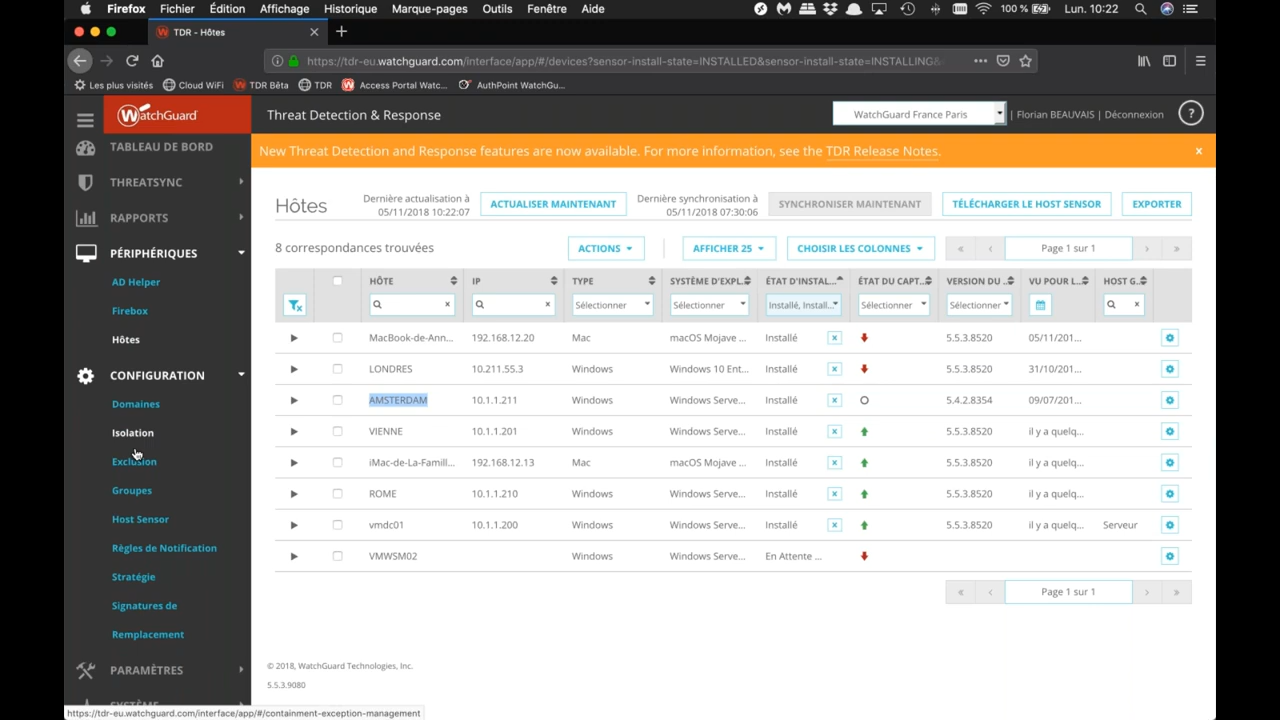 Firefox Fichier Édition Affichage Historique Marque-pages Outils Fenêtre Aide 100 % Lun. 10:22
TDR - Hôtes
https://tdr-eu.watchguard.com/interface/app/#/devices?sensor-install-state=INSTALLED&sensor-install-state=INSTALLING&
Les plus visités Cloud WiFi TDR Bêta TDR Access Portal Watc... AuthPoint WatchGu...
WatchGuard Threat Detection & Response WatchGuard France Paris | Florian BEAUVAIS | Déconnexion ?
New Threat Detection and Response features are now available. For more information, see the TDR Release Notes. ×
TABLEAU DE BORD
THREATSYNC
RAPPORTS
PÉRIPHÉRIQUES
AD Helper
Firebox
Hôtes
CONFIGURATION
Domaines
Isolation
Exclusion
Groupes
Host Sensor
Règles de Notification
Stratégie
Signatures de
Remplacement
PARAMÈTRES
SYSTÈME
Hôtes
Dernière actualisation à
05/11/2018 10:22:07
ACTUALISER MAINTENANT
Dernière synchronisation à
05/11/2018 07:30:06
SYNCHRONISER MAINTENANT
TÉLÉCHARGER LE HOST SENSOR
EXPORTER
8 correspondances trouvées
ACTIONS
AFFICHER 25
CHOISIR LES COLONNES
« ‹ Page 1 sur 1 › »
HÔTE IP TYPE SYSTÈME D'EXPL... ÉTAT D'INSTAL... ÉTAT DU CAPT... VERSION DU ... VU POUR L... HOST G...
Sélectionner Sélectionner Installé, Install... Sélectionner Sélectionner
MacBook-de-Ann... 192.168.12.20 Mac macOS Mojave ... Installé 5.5.3.8520 05/11/201...
LONDRES 10.211.55.3 Windows Windows 10 Ent... Installé 5.5.3.8520 31/10/201...
AMSTERDAM 10.1.1.211 Windows Windows Serve... Installé 5.4.2.8354 09/07/201...
VIENNE 10.1.1.201 Windows Windows Serve... Installé 5.5.3.8520 il y a quelq...
iMac-de-La-Famill... 192.168.12.13 Mac macOS Mojave ... Installé 5.5.3.8520 il y a quelq...
ROME 10.1.1.210 Windows Windows Serve... Installé 5.5.3.8520 il y a quelq...
vmdc01 10.1.1.200 Windows Windows Serve... Installé 5.5.3.8520 il y a quelq... Serveur
VMWSM02 Windows Windows Serve... En Attente ...
« ‹ Page 1 sur 1 › »
© 2018, WatchGuard Technologies, Inc.
5.5.3.9080
https://tdr-eu.watchguard.com/interface/app/#/containment-exception-management